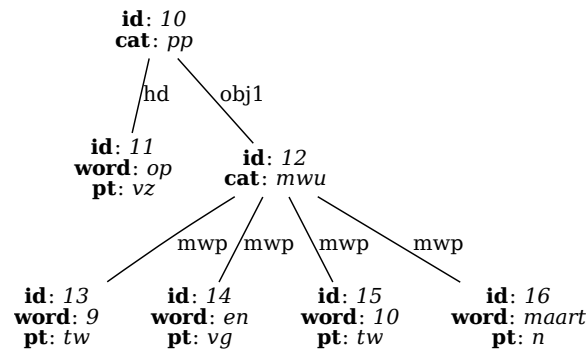 id: 10
cat: pp
hd
obj1
id: 11
word: op
pt: vz
id: 12
cat: mwu
mwp mwp mwp mwp
id: 13
word: 9
pt: tw
id: 14
word: en
pt: vg
id: 15
word: 10
pt: tw
id: 16
word: maart
pt: n